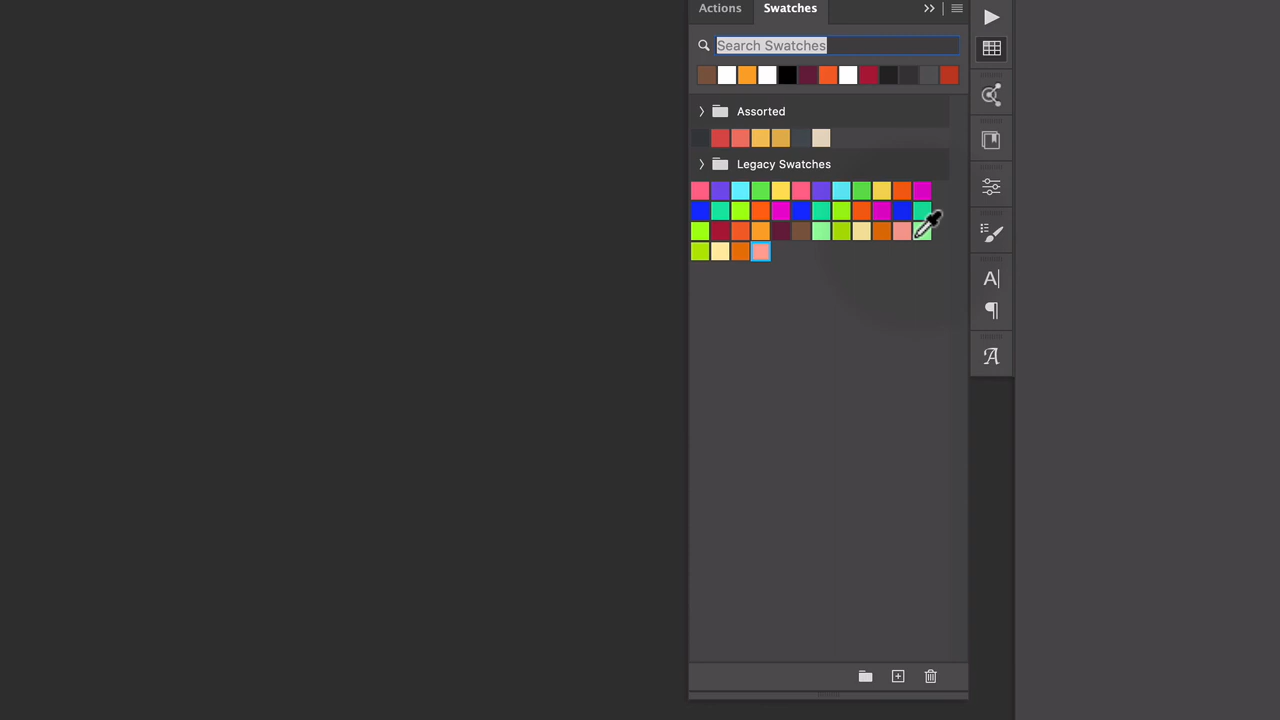 Actions
Swatches
Search Swatches
Assorted
Legacy Swatches